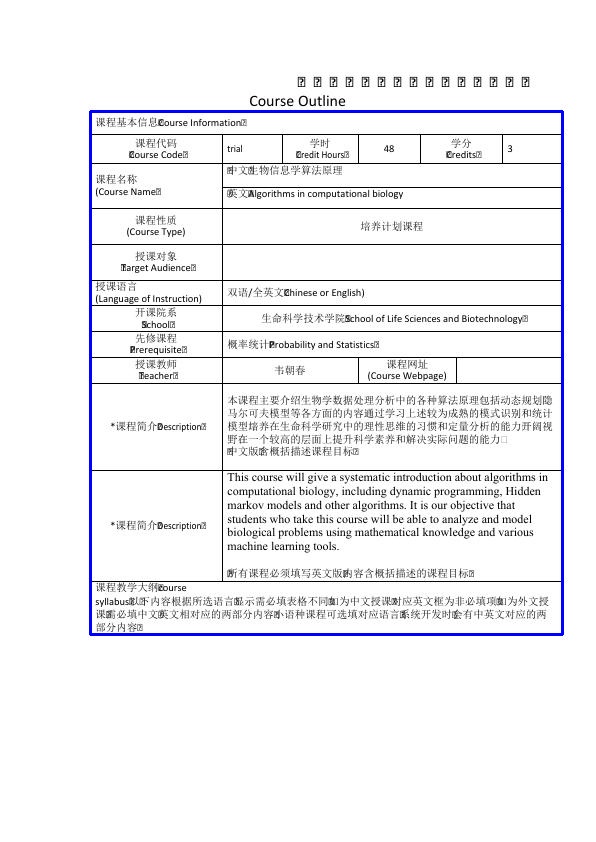 Course Outline
课程基本信息 Course Information
课程代码
Course Code
trial
学时
Credit Hours
48
学分
Credits
3
课程名称
(Course Name
中文 生物信息学算法原理
英文 Algorithms in computational biology
课程性质
(Course Type)
培养计划课程
授课对象
Target Audience
授课语言
(Language of Instruction)
双语/全英文 Chinese or English)
开课院系
School
生命科学技术学院 School of Life Sciences and Biotechnology
先修课程
Prerequisite
概率统计 Probability and Statistics
授课教师
Teacher
韦朝春
课程网址
(Course Webpage)
*课程简介 Description
本课程主要介绍生物学数据处理分析中的各种算法原理包括动态规划隐
马尔可夫模型等各方面的内容通过学习上述较为成熟的模式识别和统计
模型培养在生命科学研究中的理性思维的习惯和定量分析的能力开阔视
野在一个较高的层面上提升科学素养和解决实际问题的能力
中文版 含概括描述课程目标
*课程简介 Description
This course will give a systematic introduction about algorithms in
computational biology, including dynamic programming, Hidden
markov models and other algorithms. It is our objective that
students who take this course will be able to analyze and model
biological problems using mathematical knowledge and various
machine learning tools.
所有课程必须填写英文版 内容含概括描述的课程目标
课程教学大纲 course
syllabus 以下内容根据所选语言 显示需必填表格不同 如为中文授课 对应英文框为非必填项 如为外文授
课 需必填中文 英文相对应的两部分内容 小语种课程可选填对应语言 系统开发时 会有中英文对应的两
部分内容